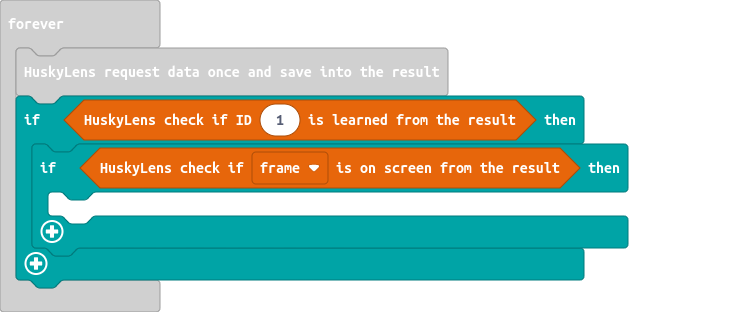 forever
HuskyLens request data once and save into the result
if HuskyLens check if ID 1 is learned from the result then
if HuskyLens check if frame is on screen from the result then